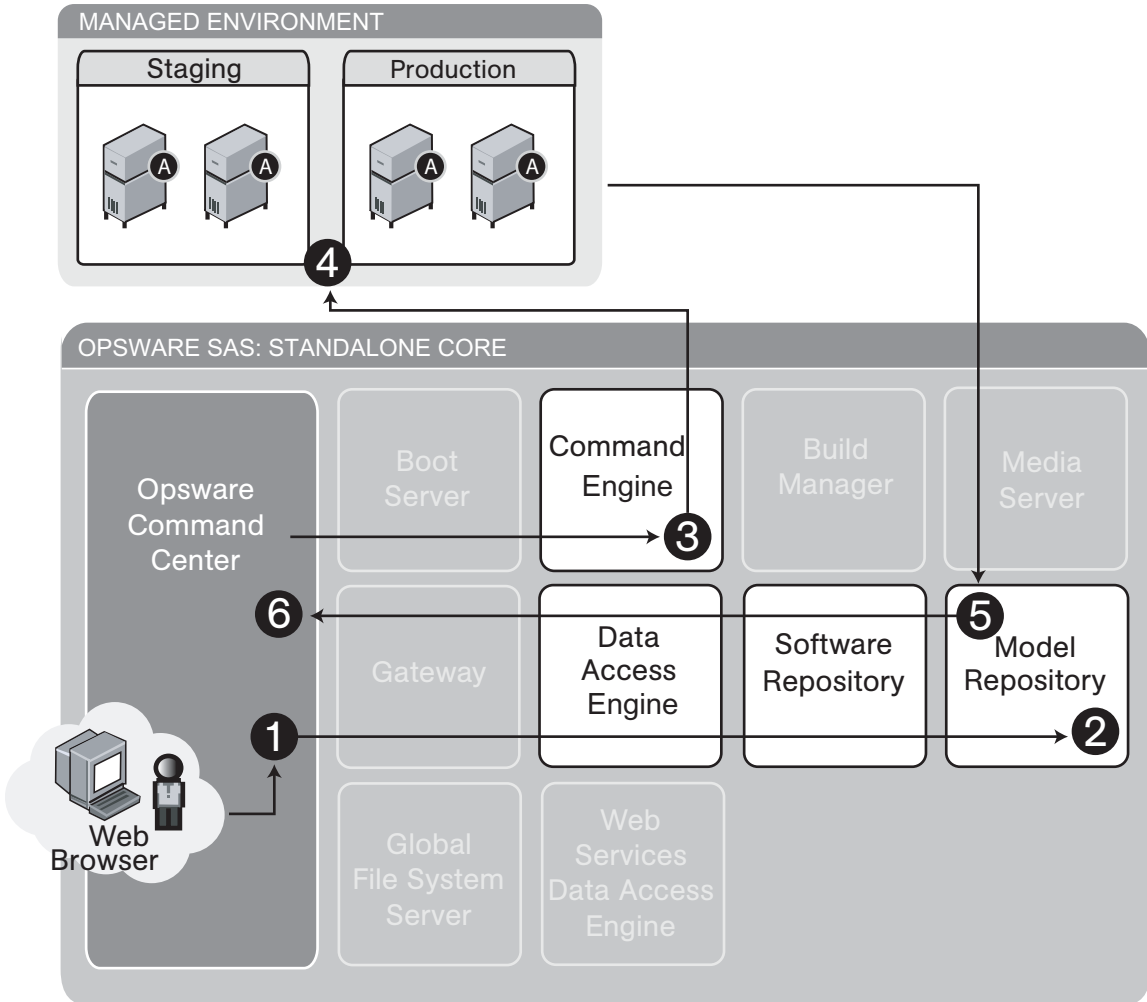 MANAGED ENVIRONMENT
Staging
Production
A
A
A
A
4
OPSWARE SAS: STANDALONE CORE
Opsware
Command
Center
Boot
Server
Command
Engine
3
Build
Manager
Media
Server
6
Gateway
Data
Access
Engine
Software
Repository
5
Model
Repository
1
2
Web
Browser
Global
File System
Server
Web
Services
Data Access
Engine